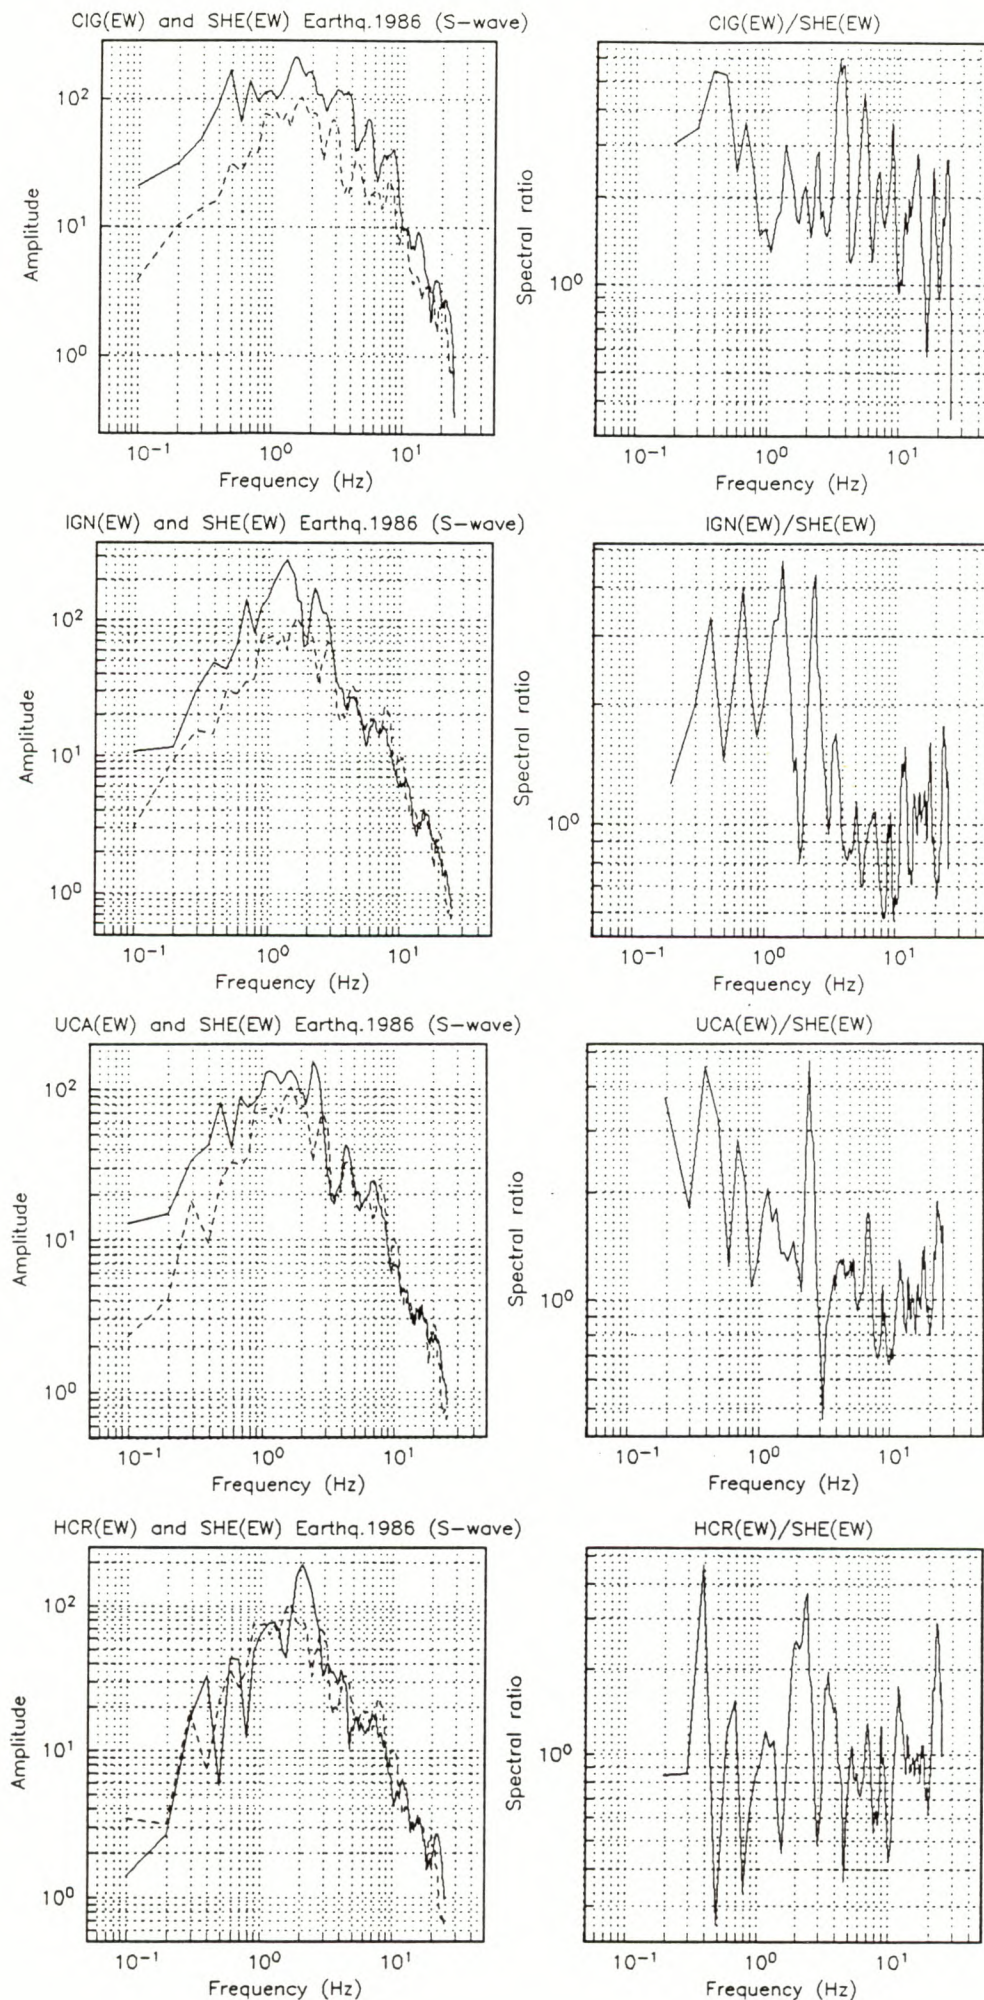 CIG(EW) and SHE(EW) Earthq.1986 (S-wave)
CIG(EW)/SHE(EW)
Amplitude
10²
10¹
10⁰
10⁻¹ 10⁰ 10¹
Frequency (Hz)
Spectral ratio
10⁰
10⁻¹ 10⁰ 10¹
Frequency (Hz)
IGN(EW) and SHE(EW) Earthq.1986 (S-wave)
IGN(EW)/SHE(EW)
Amplitude
10²
10¹
10⁰
10⁻¹ 10⁰ 10¹
Frequency (Hz)
Spectral ratio
10⁰
10⁻¹ 10⁰ 10¹
Frequency (Hz)
UCA(EW) and SHE(EW) Earthq.1986 (S-wave)
UCA(EW)/SHE(EW)
Amplitude
10²
10¹
10⁰
10⁻¹ 10⁰ 10¹
Frequency (Hz)
Spectral ratio
10⁰
10⁻¹ 10⁰ 10¹
Frequency (Hz)
HCR(EW) and SHE(EW) Earthq.1986 (S-wave)
HCR(EW)/SHE(EW)
Amplitude
10²
10¹
10⁰
10⁻¹ 10⁰ 10¹
Frequency (Hz)
Spectral ratio
10⁰
10⁻¹ 10⁰ 10¹
Frequency (Hz)